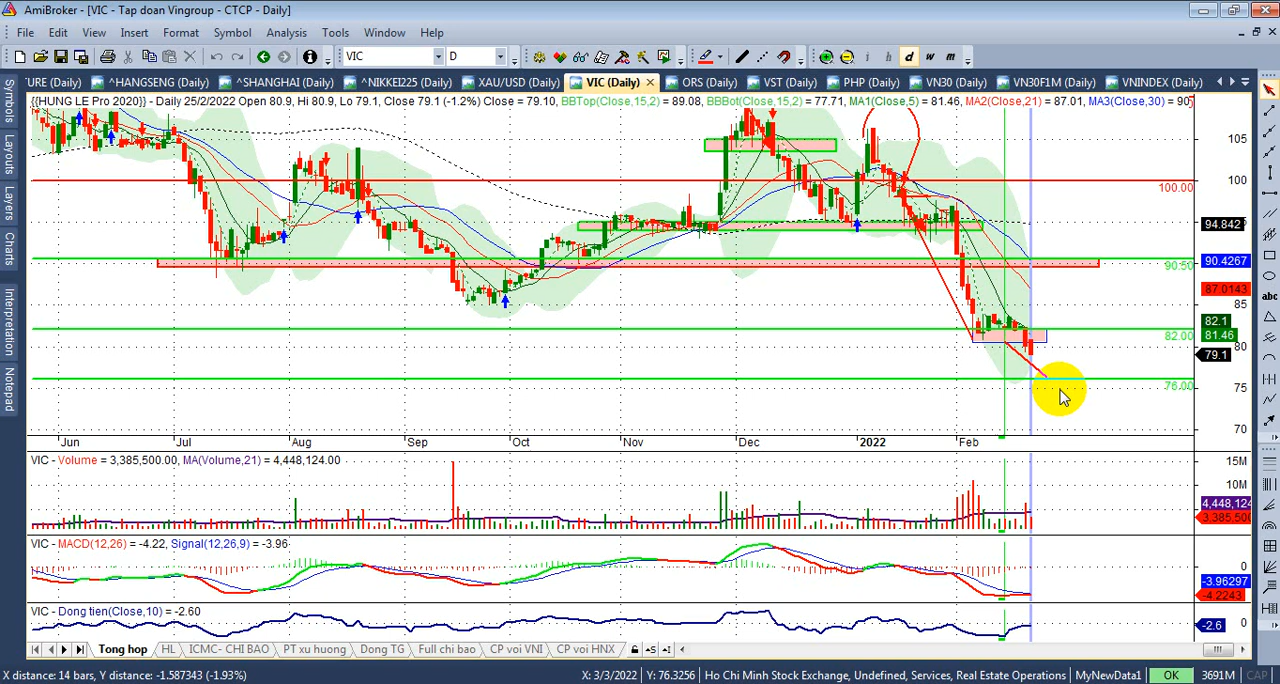 AmiBroker - [VIC - Tap doan Vingroup - CTCP - Daily]
File Edit View Insert Format Symbol Analysis Tools Window Help
VIC D i h d w m
^HANGSENG (Daily) ^SHANGHAI (Daily) ^NIKKEI225 (Daily) XAU/USD (Daily) VIC (Daily) ORS (Daily) VST (Daily) PHP (Daily) VN30 (Daily) VN30F1M (Daily) VNINDEX (Daily)
Symbols
Layouts
Layers
Charts
Interpretation
Notepad
{{HUNG LE Pro 2020}} - Daily 25/2/2022 Open 80.9, Hi 80.9, Lo 79.1, Close 79.10 (-1.2%) Close = 79.10, BBTop(Close,15,2) = 89.08, BBBot(Close,15,2) = 77.71, MA1(Close,5) = 81.46, MA2(Close,21) = 87.01, MA3(Close,30) = 90
105
100
100.00
94.842
90.4267
90.50
87.0143
85
82.1
81.46
82.00
80
79.1
76.00
75
70
Jun Jul Aug Sep Oct Nov Dec 2022 Feb
VIC - Volume = 3,385,500.00, MA(Volume,21) = 4,448,124.00
15M
10M
4,448,124
3,385,500
VIC - MACD(12,26) = -4.22, Signal(12,26,9) = -3.96
0
-3.96297
-4.2243
VIC - Dong tien(Close,10) = -2.60
0
-2.6
Tong hop HL ICMC- CHI BAO PT xu huong Dong TG Full chi bao CP voi VNI CP voi HNX
X distance: 14 bars, Y distance: -1.587343 (-1.93%) X: 3/3/2022 Y: 76.3256 Ho Chi Minh Stock Exchange, Undefined, Services, Regional Banks MyNewData1 OK 3691M CAP
abc